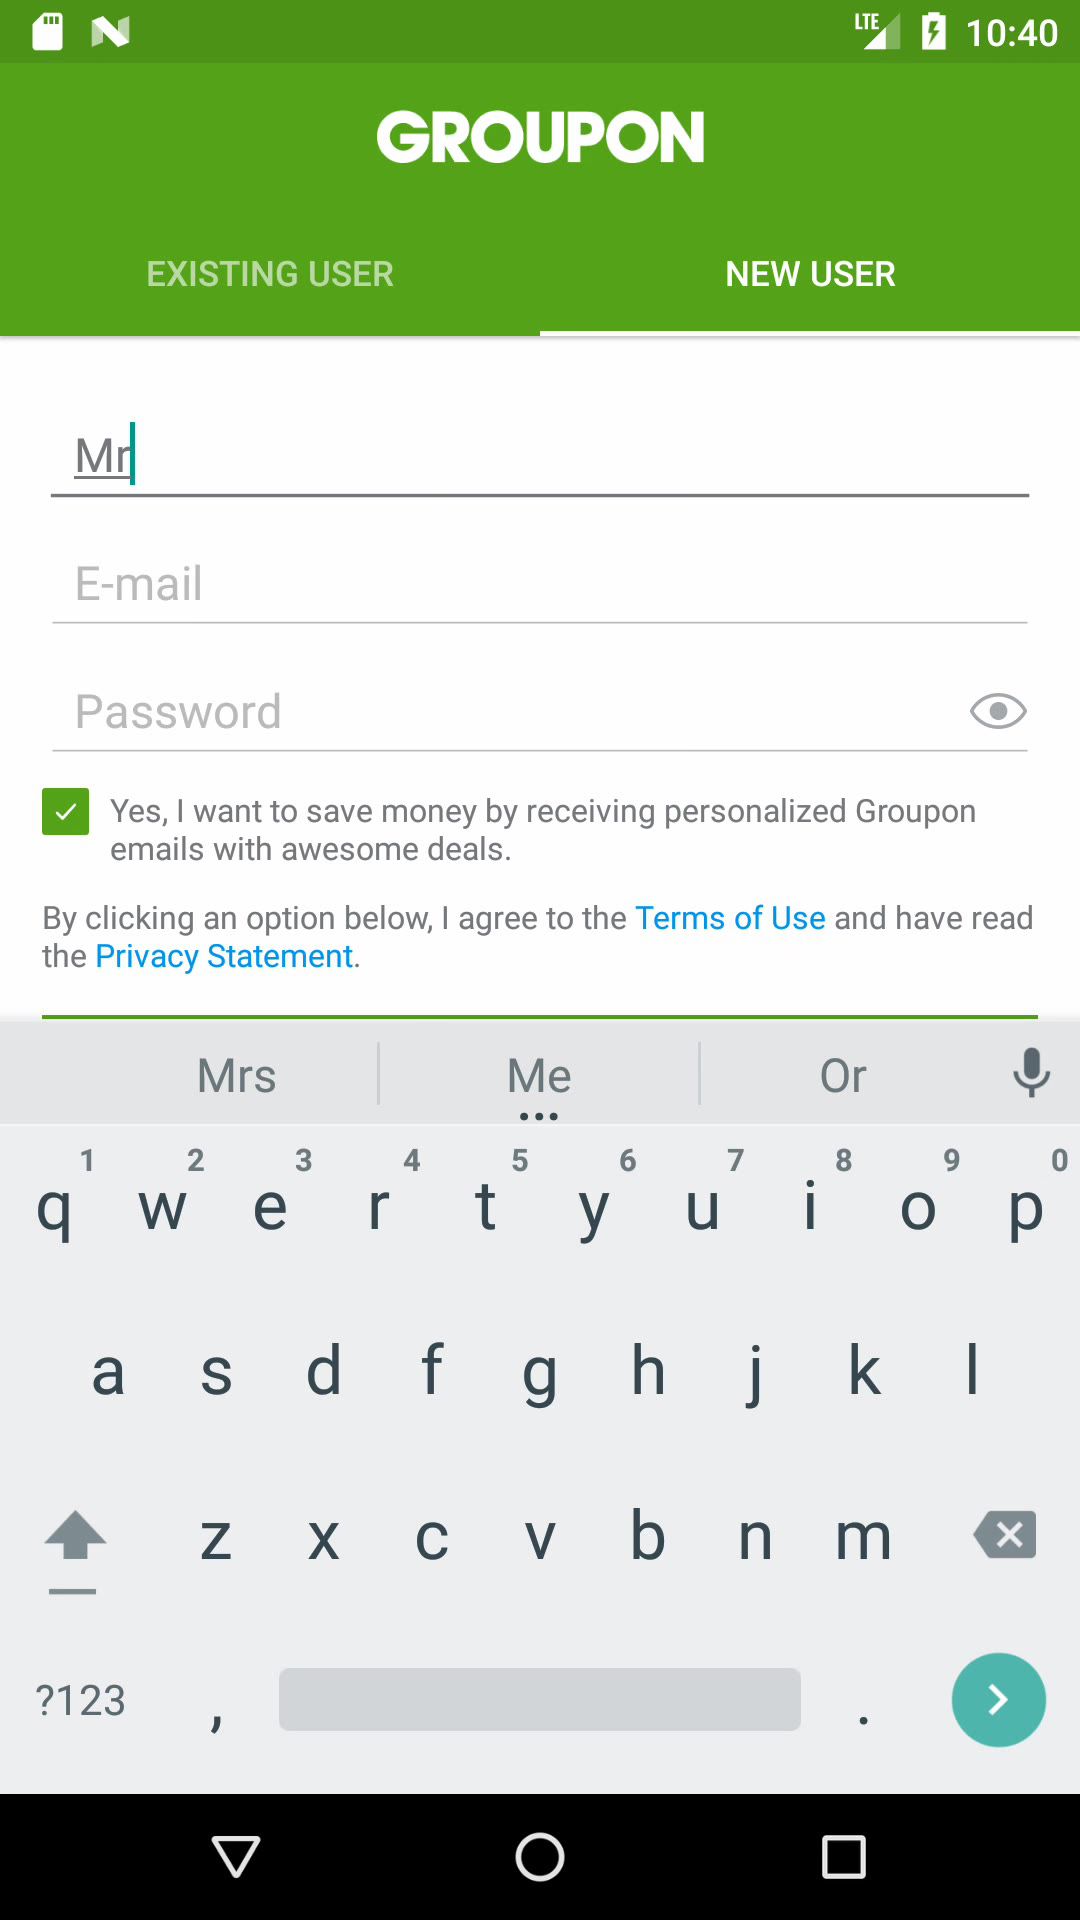 LTE 10:40
GROUPON
EXISTING USER NEW USER
Mr
E-mail
Password
Yes, I want to save money by receiving personalized Groupon
emails with awesome deals.
By clicking an option below, I agree to the Terms of Use and have read
the Privacy Statement.
Mrs Me Or
1 2 3 4 5 6 7 8 9 0
q w e r t y u i o p
a s d f g h j k l
z x c v b n m
?123 , .